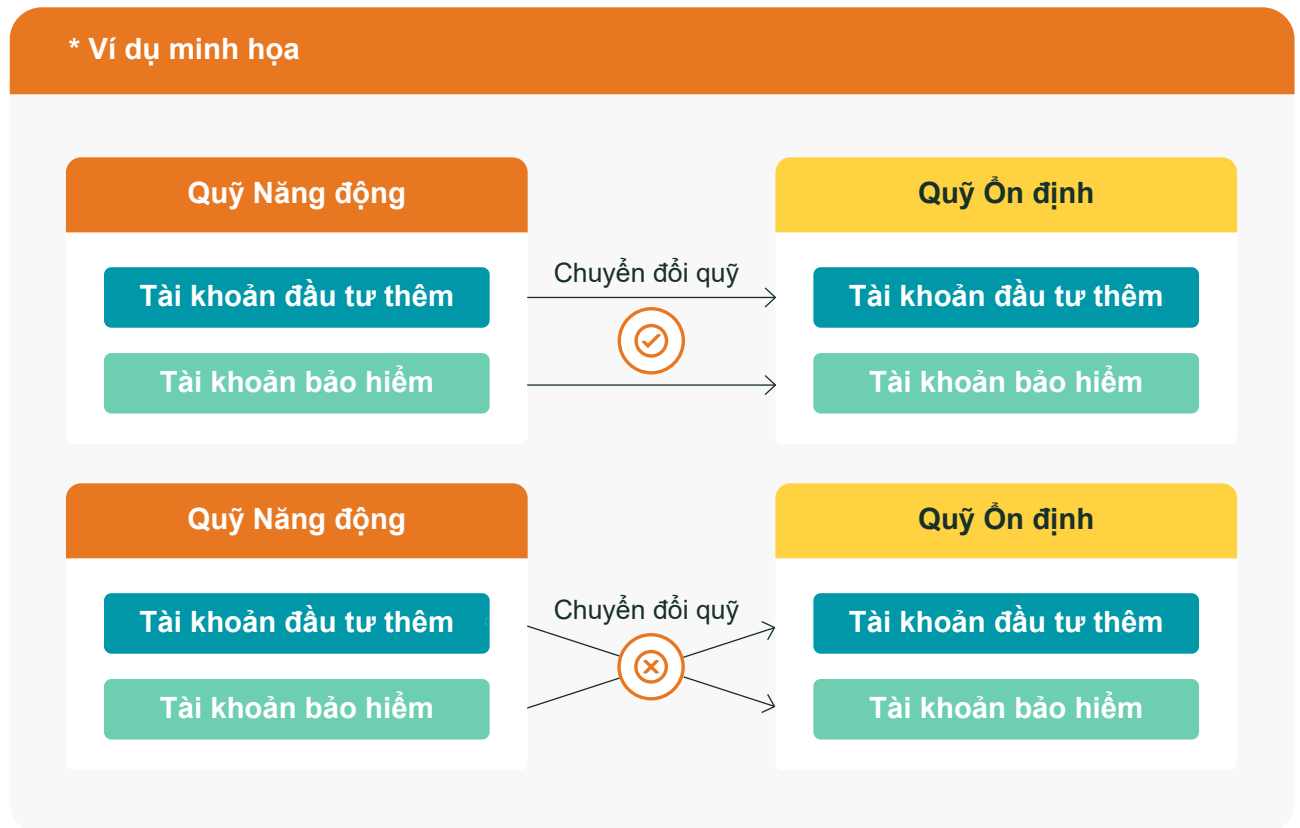 * Ví dụ minh họa
Quỹ Năng động
Tài khoản đầu tư thêm
Tài khoản bảo hiểm
Chuyển đổi quỹ
Quỹ Ổn định
Tài khoản đầu tư thêm
Tài khoản bảo hiểm
Quỹ Năng động
Tài khoản đầu tư thêm
Tài khoản bảo hiểm
Chuyển đổi quỹ
Quỹ Ổn định
Tài khoản đầu tư thêm
Tài khoản bảo hiểm